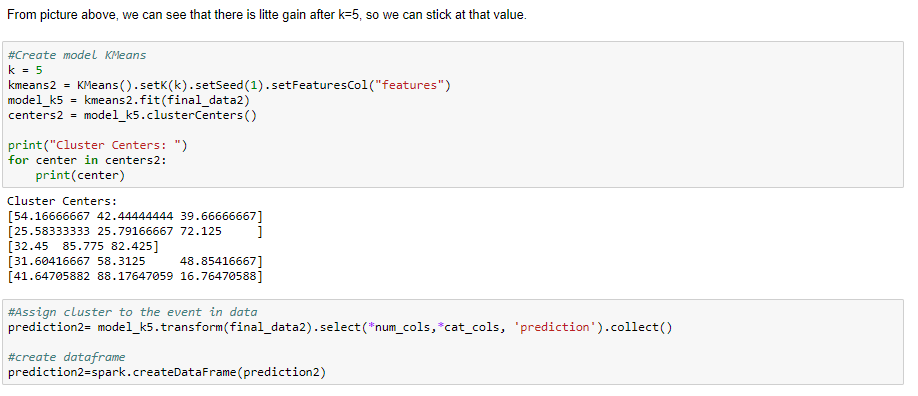 From picture above, we can see that there is litte gain after k=5, so we can stick at that value.
#Create model KMeans
k = 5
kmeans2 = KMeans().setK(k).setSeed(1).setFeaturesCol("features")
model_k5 = kmeans2.fit(final_data2)
centers2 = model_k5.clusterCenters()
print("Cluster Centers: ")
for center in centers2:
    print(center)
Cluster Centers:
[54.16666667 42.44444444 39.66666667]
[25.58333333 25.79166667 72.125     ]
[32.45  85.775 82.425]
[31.60416667 58.3125     48.85416667]
[41.64705882 88.17647059 16.76470588]
#Assign cluster to the event in data
prediction2= model_k5.transform(final_data2).select(*num_cols,*cat_cols, 'prediction').collect()
#create dataframe
prediction2=spark.createDataFrame(prediction2)